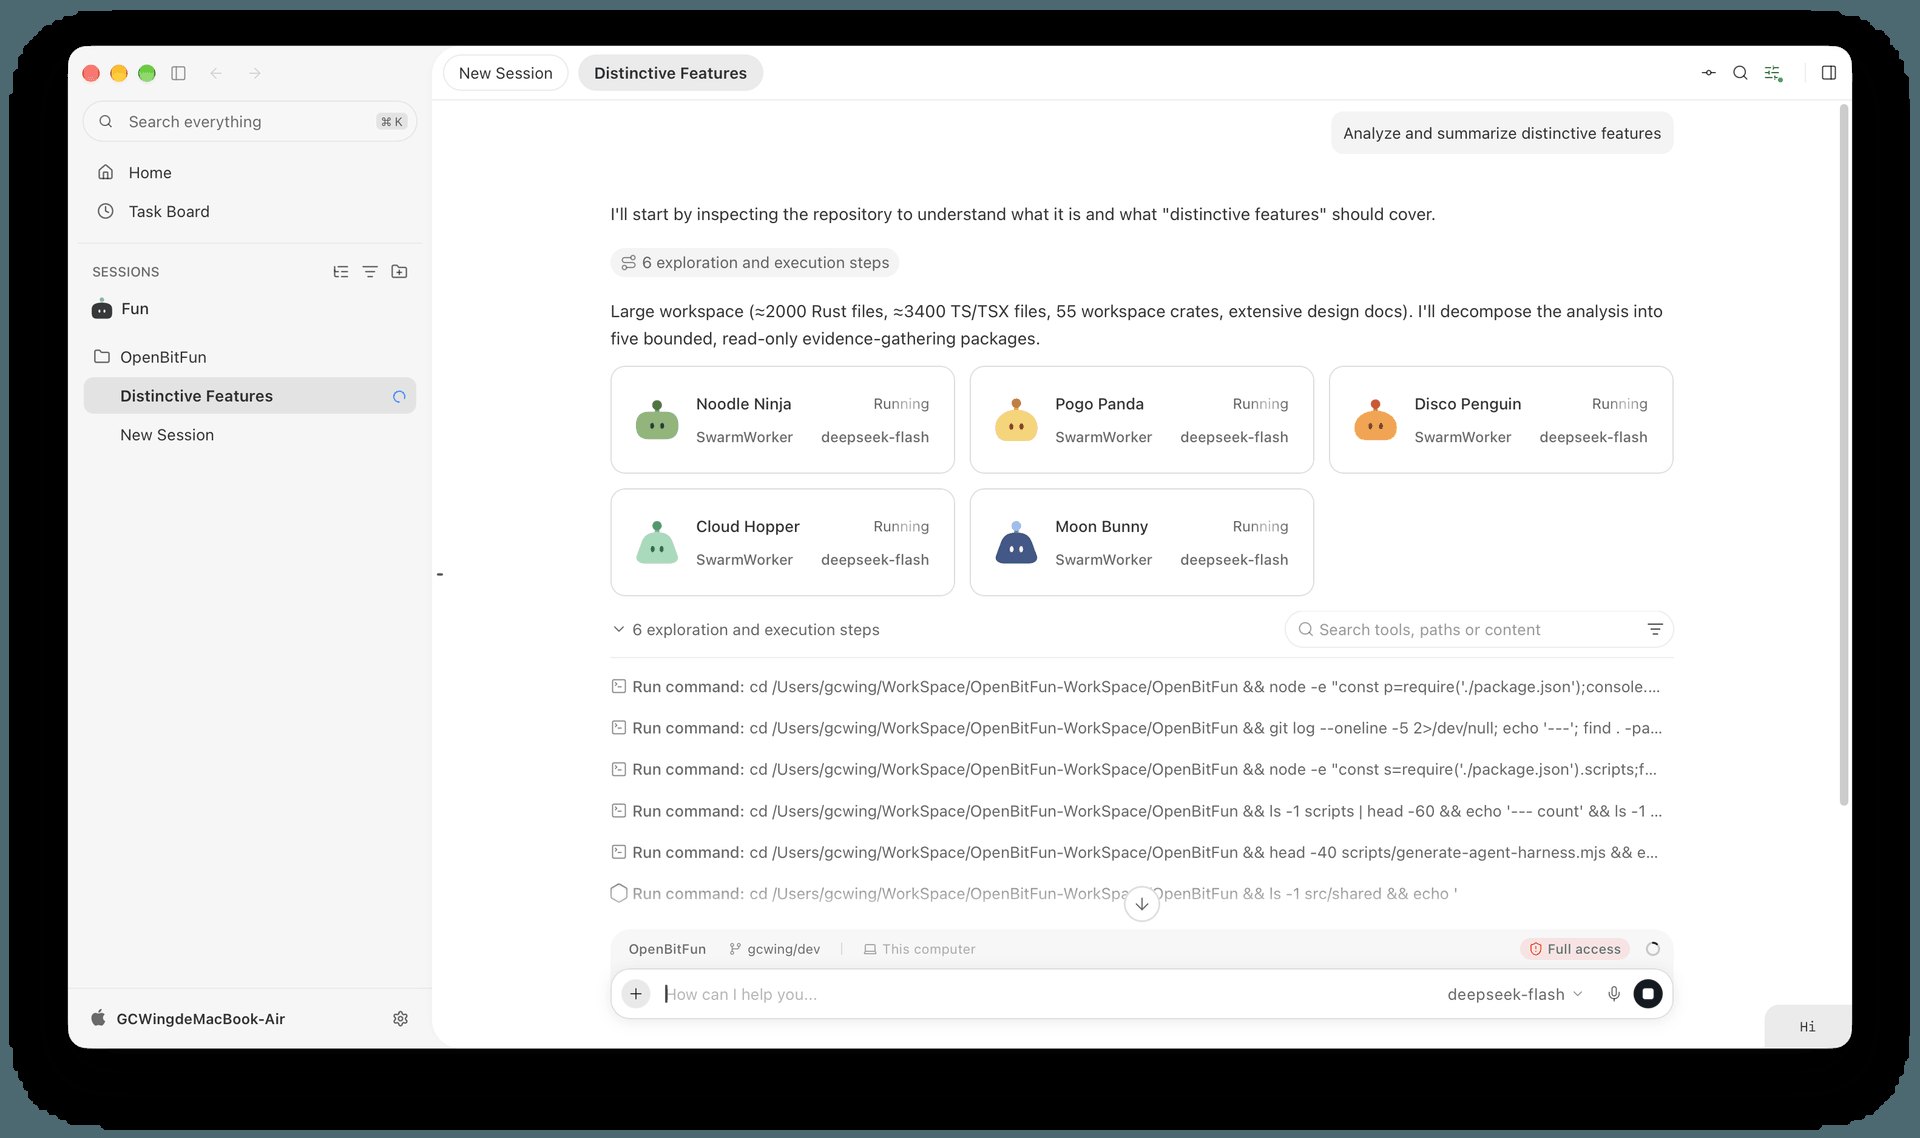 New Session
Distinctive Features
Search everything
⌘ K
Home
Task Board
SESSIONS
Fun
OpenBitFun
Distinctive Features
New Session
GCWingdeMacBook-Air
Analyze and summarize distinctive features
I'll start by inspecting the repository to understand what it is and what "distinctive features" should cover.
6 exploration and execution steps
Large workspace (≈2000 Rust files, ≈3400 TS/TSX files, 55 workspace crates, extensive design docs). I'll decompose the analysis into
five bounded, read-only evidence-gathering packages.
Noodle Ninja Running
SwarmWorker deepseek-flash
Pogo Panda Running
SwarmWorker deepseek-flash
Disco Penguin Running
SwarmWorker deepseek-flash
Cloud Hopper Running
SwarmWorker deepseek-flash
Moon Bunny Running
SwarmWorker deepseek-flash
6 exploration and execution steps
Search tools, paths or content
Run command: cd /Users/gcwing/WorkSpace/OpenBitFun-WorkSpace/OpenBitFun && node -e "const p=require('./package.json');console....
Run command: cd /Users/gcwing/WorkSpace/OpenBitFun-WorkSpace/OpenBitFun && git log --oneline -5 2>/dev/null; echo '---'; find . -pa...
Run command: cd /Users/gcwing/WorkSpace/OpenBitFun-WorkSpace/OpenBitFun && node -e "const s=require('./package.json').scripts;f...
Run command: cd /Users/gcwing/WorkSpace/OpenBitFun-WorkSpace/OpenBitFun && ls -1 scripts | head -60 && echo '--- count' && ls -1 ...
Run command: cd /Users/gcwing/WorkSpace/OpenBitFun-WorkSpace/OpenBitFun && head -40 scripts/generate-agent-harness.mjs && e...
Run command: cd /Users/gcwing/WorkSpace/OpenBitFun-WorkSpa /OpenBitFun && ls -1 src/shared && echo '
OpenBitFun
gcwing/dev
This computer
Full access
How can I help you...
deepseek-flash
Hi